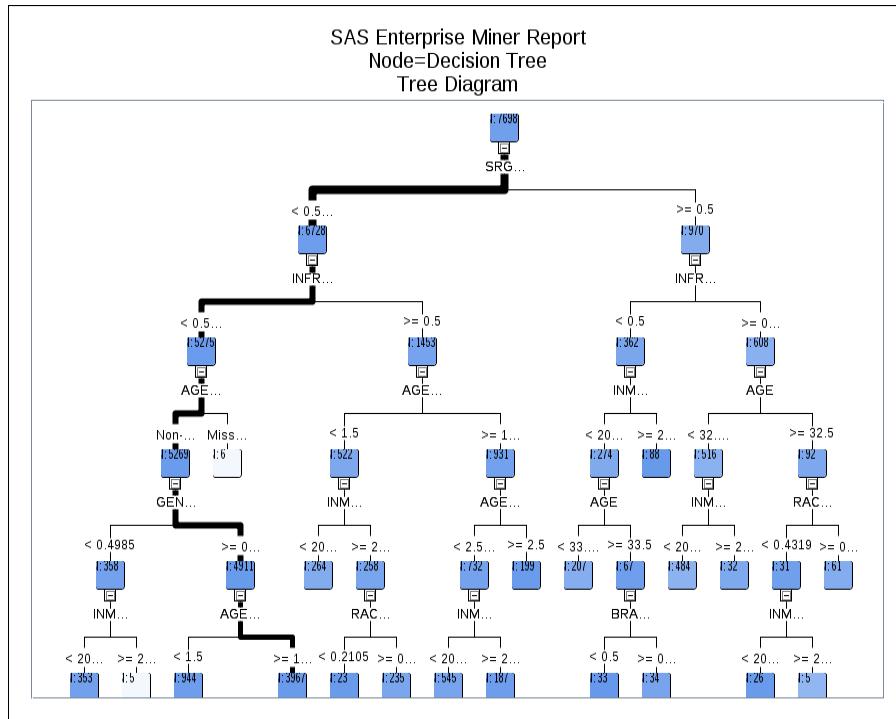 SAS Enterprise Miner Report
Node=Decision Tree
Tree Diagram
N: 7698
SRG...
< 0.5... >= 0.5
N: 6728 N: 970
INFR... INFR...
< 0.5... >= 0.5 < 0.5 >= 0...
N: 5275 N: 1453 N: 362 N: 608
AGE... AGE... INM... AGE
Non-... Miss... < 1.5 >= 1... < 20... >= 2... < 32.... >= 32.5
N: 5269 N: 6 N: 522 N: 931 N: 274 N: 88 N: 516 N: 92
GEN... INM... AGE... AGE INM... RAC...
< 0.4985 >= 0... < 20... >= 2... < 2.5... >= 2.5 < 33.... >= 33.5 < 20... >= 2... < 0.4319 >= 0...
N: 358 N: 4911 N: 264 N: 258 N: 732 N: 199 N: 207 N: 67 N: 484 N: 32 N: 31 N: 61
INM... AGE... RAC... INM... BRA... INM...
< 20... >= 2... < 1.5 >= 1... < 0.2105 >= 0... < 20... >= 2... < 0.5 >= 0... < 20... >= 2...
N: 353 N: 5 N: 944 N: 3967 N: 23 N: 235 N: 545 N: 187 N: 33 N: 34 N: 26 N: 5